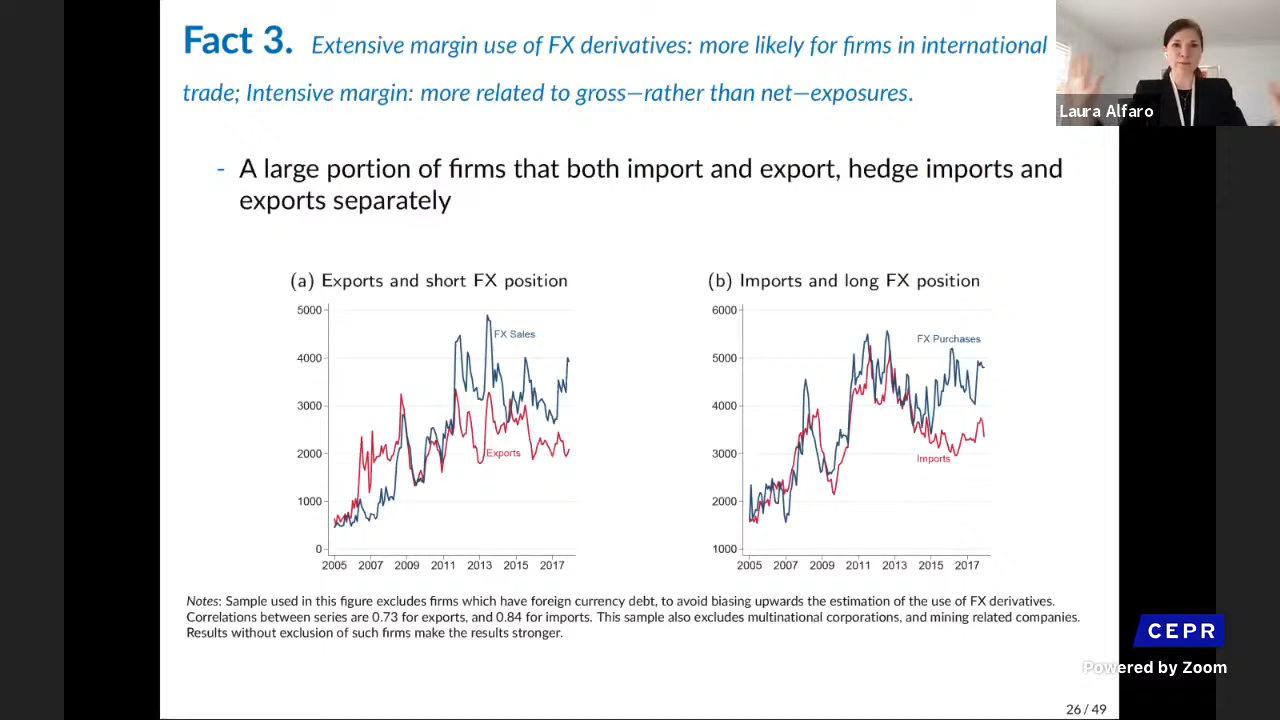 Fact 3. Extensive margin use of FX derivatives: more likely for firms in international
trade; Intensive margin: more related to gross—rather than net—exposures.
Laura Alfaro
- A large portion of firms that both import and export, hedge imports and
exports separately
(a) Exports and short FX position
5000
4000
3000
2000
1000
0
FX Sales
Exports
2005 2007 2009 2011 2013 2015 2017
(b) Imports and long FX position
6000
5000
4000
3000
2000
1000
FX Purchases
Imports
2005 2007 2009 2011 2013 2015 2017
Notes: Sample used in this figure excludes firms which have foreign currency debt, to avoid biasing upwards the estimation of the use of FX derivatives.
Correlations between series are 0.73 for exports, and 0.84 for imports. This sample also excludes multinational corporations, and mining related companies.
Results without exclusion of such firms make the results stronger.
CEPR
Powered by Zoom
26 / 49